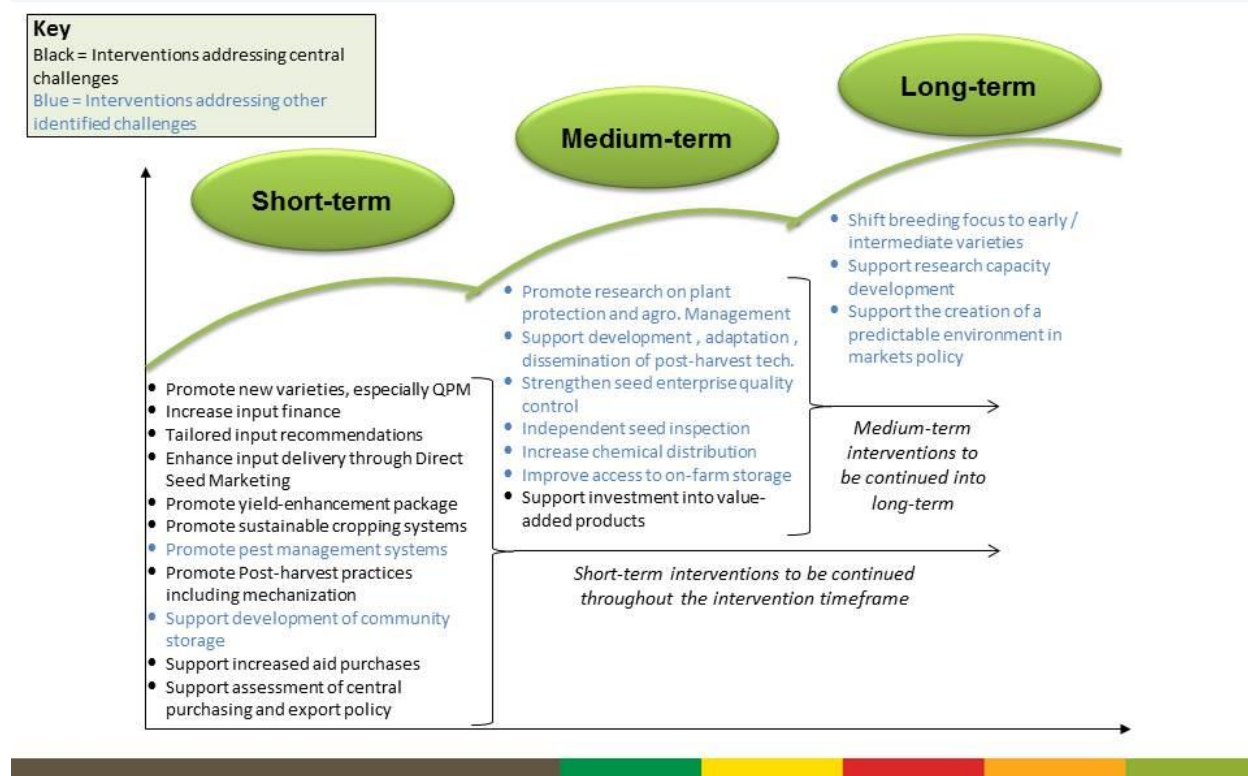 Key
Black = Interventions addressing central
challenges
Blue = Interventions addressing other
identified challenges
Short-term
Medium-term
Long-term
• Promote new varieties, especially QPM
• Increase input finance
• Tailored input recommendations
• Enhance input delivery through Direct
Seed Marketing
• Promote yield-enhancement package
• Promote sustainable cropping systems
• Promote pest management systems
• Promote Post-harvest practices
including mechanization
• Support development of community
storage
• Support increased aid purchases
• Support assessment of central
purchasing and export policy
• Promote research on plant
protection and agro. Management
• Support development , adaptation ,
dissemination of post-harvest tech.
• Strengthen seed enterprise quality
control
• Independent seed inspection
• Increase chemical distribution
• Improve access to on-farm storage
• Support investment into value-
added products
• Shift breeding focus to early /
intermediate varieties
• Support research capacity
development
• Support the creation of a
predictable environment in
markets policy
Medium-term
interventions to
be continued into
long-term
Short-term interventions to be continued
throughout the intervention timeframe